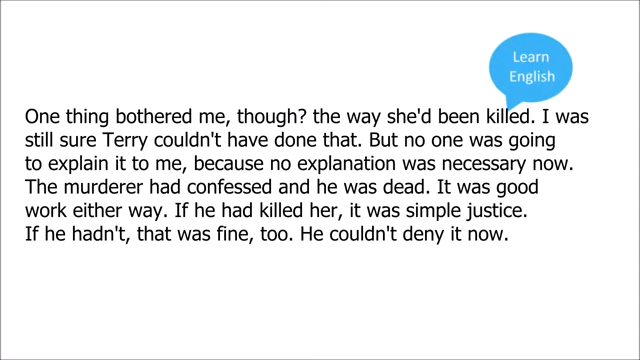 Learn
English
One thing bothered me, though? the way she'd been killed. I was
still sure Terry couldn't have done that. But no one was going
to explain it to me, because no explanation was necessary now.
The murderer had confessed and he was dead. It was good
work either way. If he had killed her, it was simple justice.
If he hadn't, that was fine, too. He couldn't deny it now.